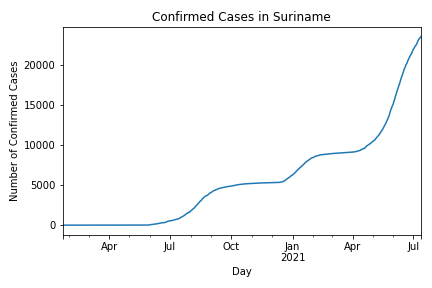 Confirmed Cases in Suriname
Number of Confirmed Cases
20000
15000
10000
5000
0
Apr
Jul
Oct
Jan
2021
Apr
Jul
Day